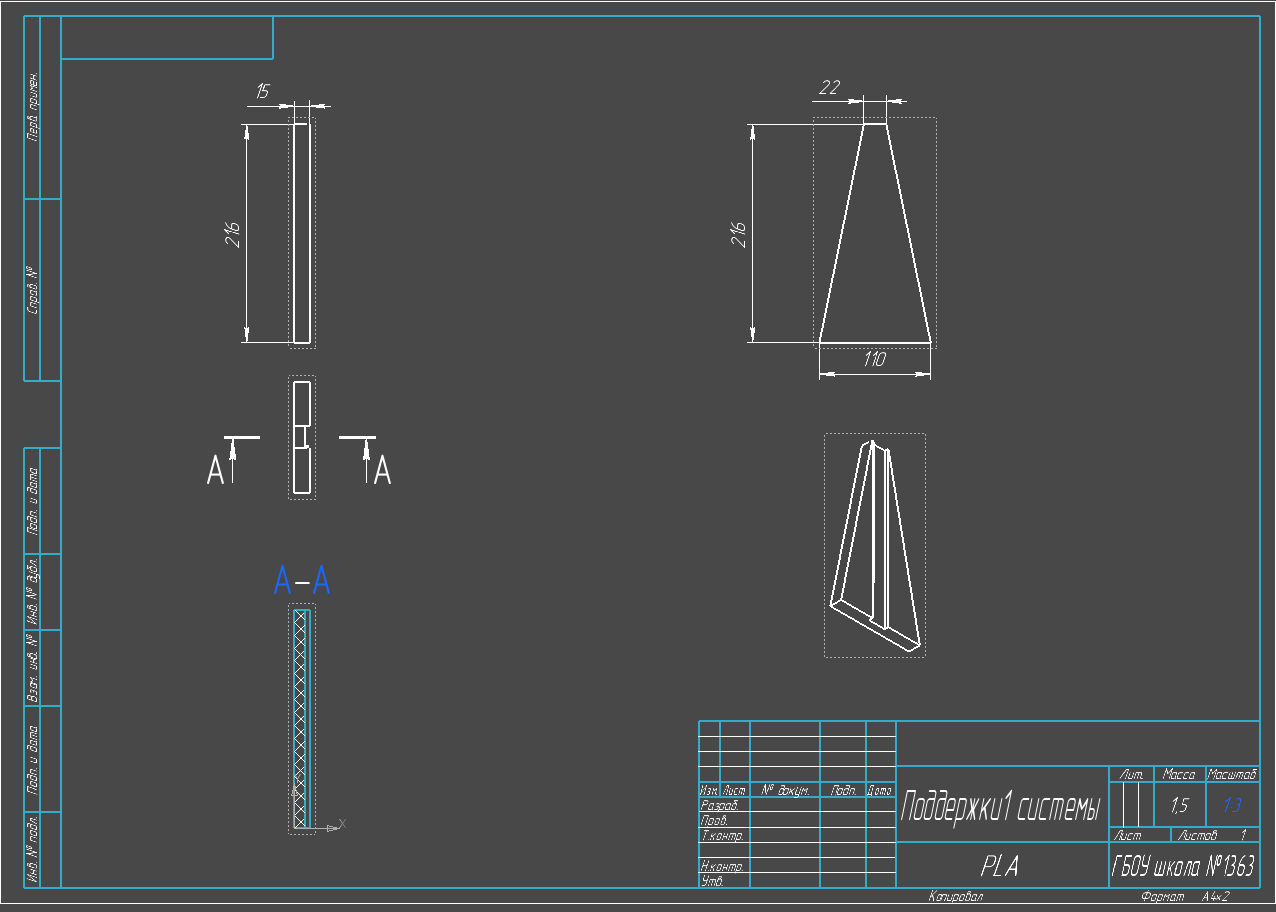 Перв. примен.
Справ. №
Подп. и дата
Инв. № дубл.
Взам. инв. №
Подп. и дата
Инв. № подл.
15
216
22
216
110
А
А
А–А
X
Изм.
Лист
№ докум.
Подп.
Дата
Разраб.
Пров.
Т.контр.
Н.контр.
Утв.
Поддержки1 системы
PLA
Лит.
Масса
Масштаб
1,5
1:3
Лист
Листов 1
ГБОУ школа №1363
Копировал
Формат А4x2